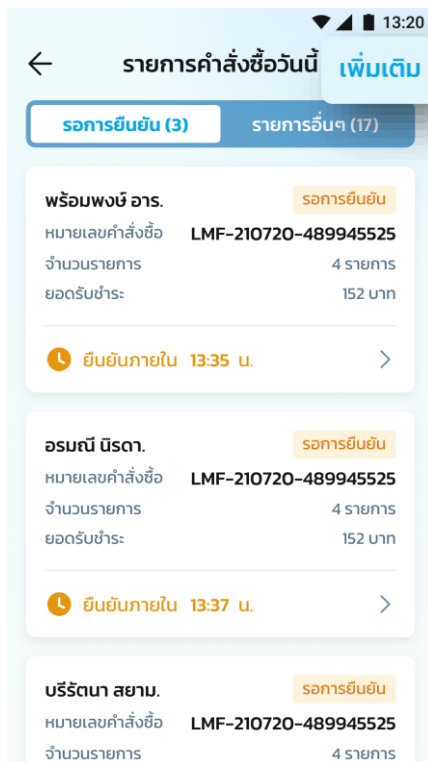 13:20
รายการคำสั่งซื้อวันนี้
เพิ่มเติม
รอการยืนยัน (3) รายการอื่นๆ (17)
พร้อมพงษ์ อาร. รอการยืนยัน
หมายเลขคำสั่งซื้อ LMF-210720-489945525
จำนวนรายการ 4 รายการ
ยอดรับชำระ 152 บาท
ยืนยันภายใน 13:35 น.
อรมณี นิรดา. รอการยืนยัน
หมายเลขคำสั่งซื้อ LMF-210720-489945525
จำนวนรายการ 4 รายการ
ยอดรับชำระ 152 บาท
ยืนยันภายใน 13:37 น.
บรีรัตนา สยาม. รอการยืนยัน
หมายเลขคำสั่งซื้อ LMF-210720-489945525
จำนวนรายการ 4 รายการ